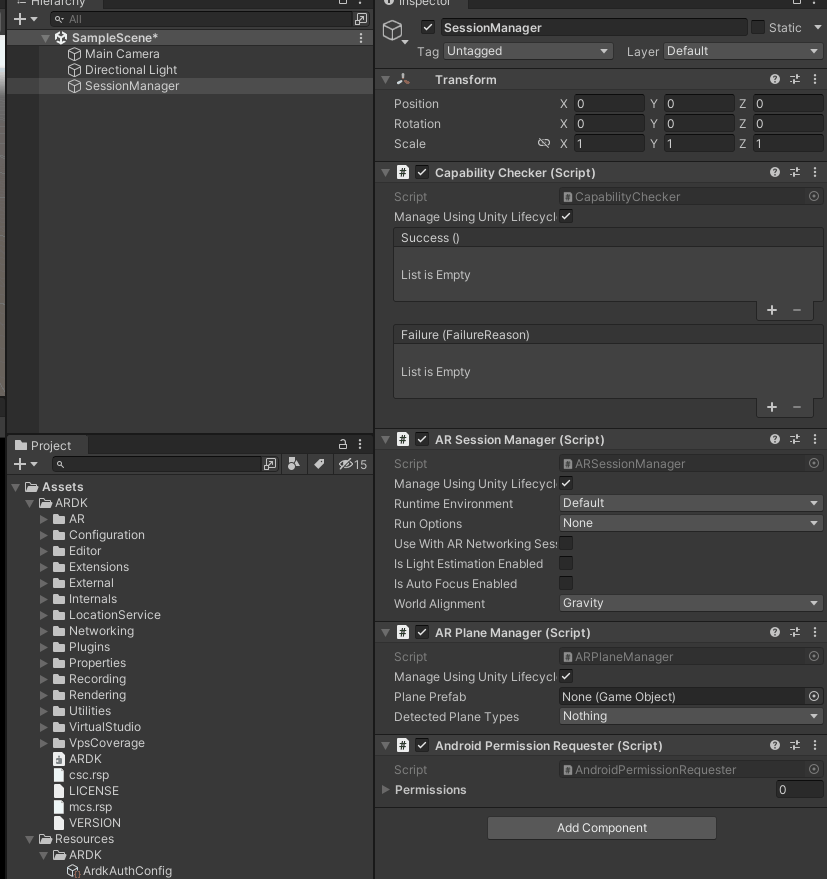 Hierarchy
All
SampleScene*
Main Camera
Directional Light
SessionManager
Project
15
Assets
ARDK
AR
Configuration
Editor
Extensions
External
Internals
LocationService
Networking
Plugins
Properties
Recording
Rendering
Utilities
VirtualStudio
VpsCoverage
ARDK
csc.rsp
LICENSE
mcs.rsp
VERSION
Resources
ARDK
ArdkAuthConfig
Inspector
SessionManager Static
Tag Untagged Layer Default
Transform
Position X 0 Y 0 Z 0
Rotation X 0 Y 0 Z 0
Scale X 1 Y 1 Z 1
# Capability Checker (Script)
Script # CapabilityChecker
Manage Using Unity Lifecycl
Success ()
List is Empty
+ −
Failure (FailureReason)
List is Empty
+ −
# AR Session Manager (Script)
Script # ARSessionManager
Manage Using Unity Lifecycl
Runtime Environment Default
Run Options None
Use With AR Networking Ses
Is Light Estimation Enabled
Is Auto Focus Enabled
World Alignment Gravity
# AR Plane Manager (Script)
Script # ARPlaneManager
Manage Using Unity Lifecycl
Plane Prefab None (Game Object)
Detected Plane Types Nothing
# Android Permission Requester (Script)
Script # AndroidPermissionRequester
Permissions 0
Add Component